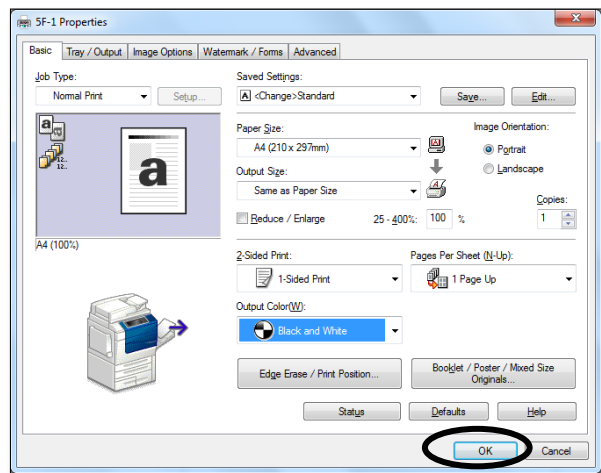 5F-1 Properties
Basic Tray / Output Image Options Watermark / Forms Advanced
Job Type:
Normal Print Setup...
a
a
12..
12..
a
A4 (100%)
Saved Settings:
A <Change>Standard Save... Edit...
Paper Size:
A4 (210 x 297mm)
Image Orientation:
Portrait
Landscape
Output Size:
Same as Paper Size
Copies:
Reduce / Enlarge 25 - 400%: 100 % 1
2-Sided Print: Pages Per Sheet (N-Up):
1-Sided Print 1 Page Up
Output Color(W):
Black and White
Edge Erase / Print Position... Booklet / Poster / Mixed Size
Originals...
Status Defaults Help
OK Cancel